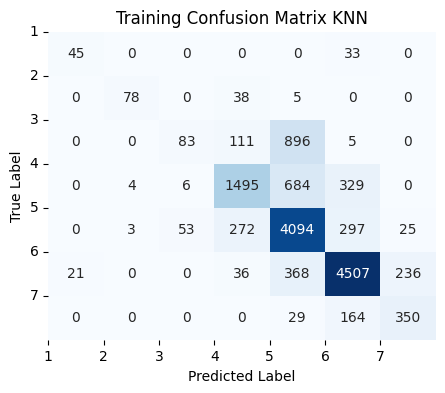 Training Confusion Matrix KNN
1
45 0 0 0 0 33 0
2
0 78 0 38 5 0 0
3
0 0 83 111 896 5 0
4
0 4 6 1495 684 329 0
5
0 3 53 272 4094 297 25
6
21 0 0 36 368 4507 236
7
0 0 0 0 29 164 350
True Label
1 2 3 4 5 6 7
Predicted Label